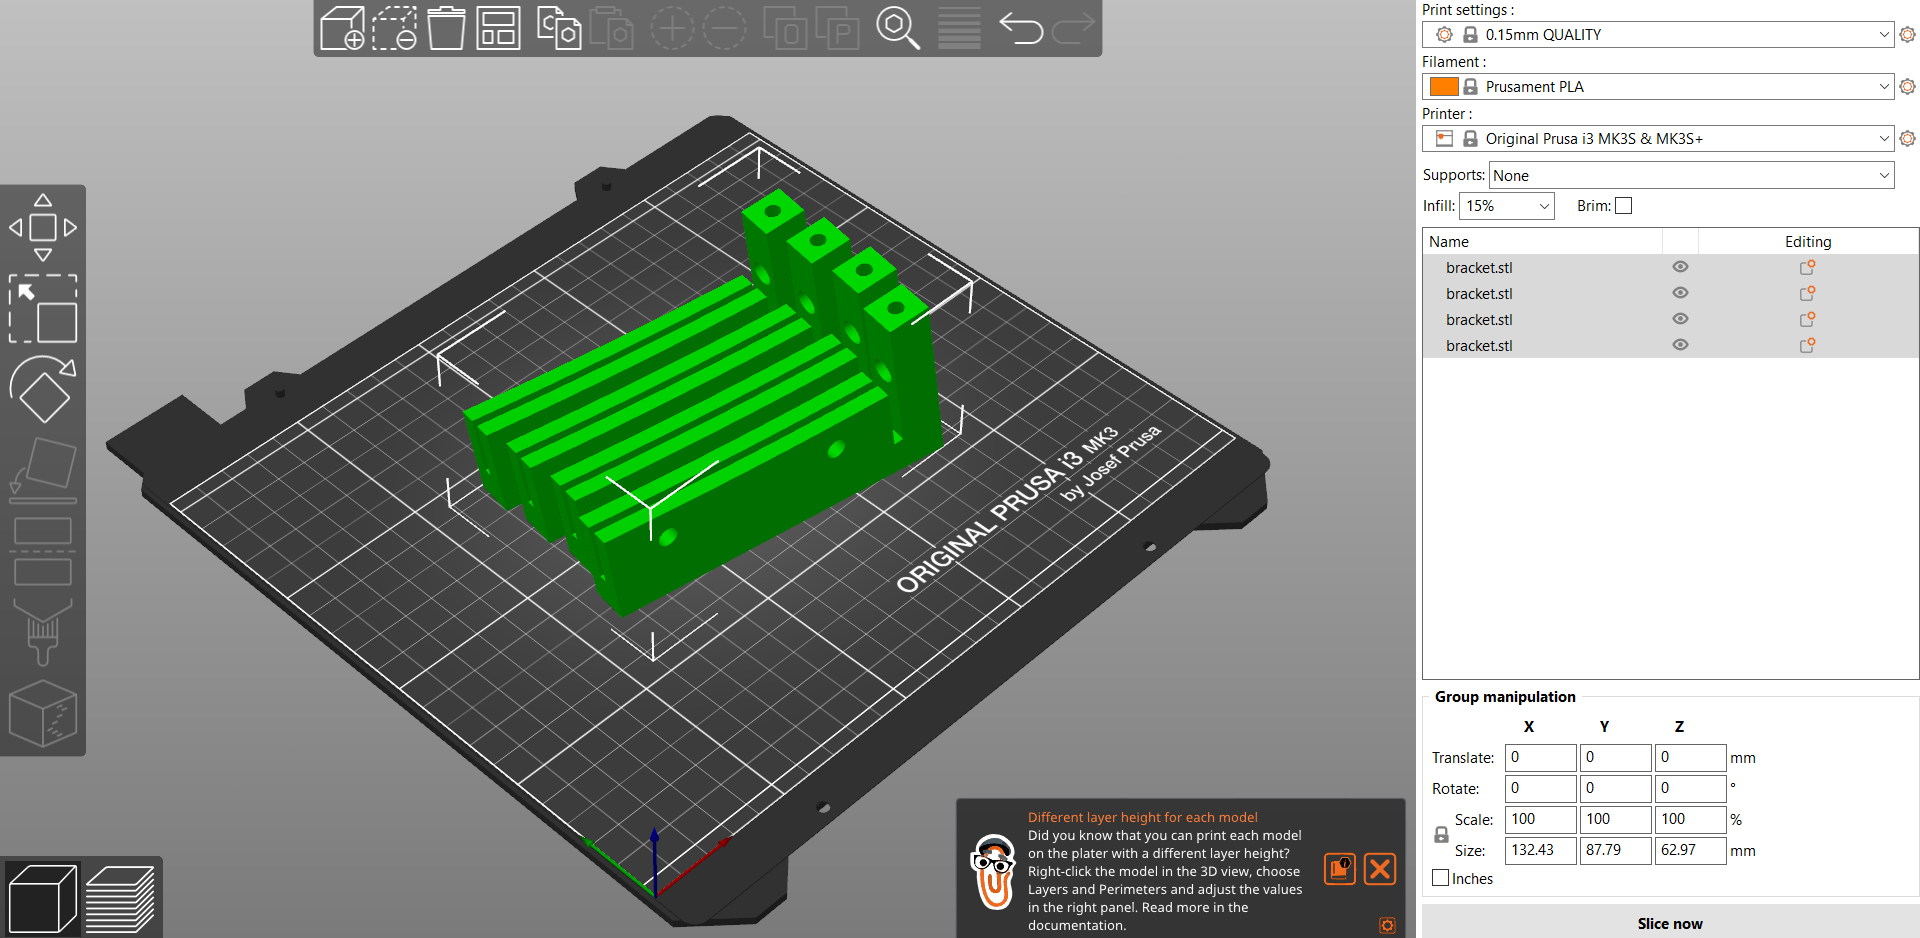 Print settings :
0.15mm QUALITY
Filament :
Prusament PLA
Printer :
Original Prusa i3 MK3S & MK3S+
Supports: None
Infill: 15% Brim:
Name Editing
bracket.stl
bracket.stl
bracket.stl
bracket.stl
ORIGINAL PRUSA i3 MK3
by Josef Prusa
Group manipulation
X Y Z
Translate: 0 0 0 mm
Rotate: 0 0 0 °
Scale: 100 100 100 %
Size: 132.43 87.79 62.97 mm
Inches
Slice now
Different layer height for each model
Did you know that you can print each model
on the plater with a different layer height?
Right-click the model in the 3D view, choose
Layers and Perimeters and adjust the values
in the right panel. Read more in the
documentation.